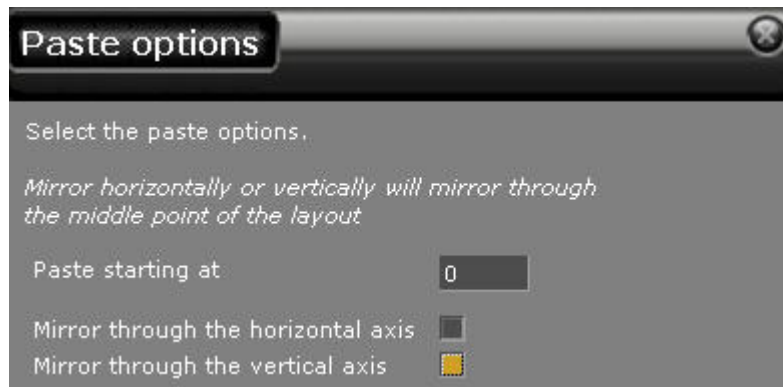 Paste options
Select the paste options.
Mirror horizontally or vertically will mirror through
the middle point of the layout
Paste starting at 0
Mirror through the horizontal axis
Mirror through the vertical axis